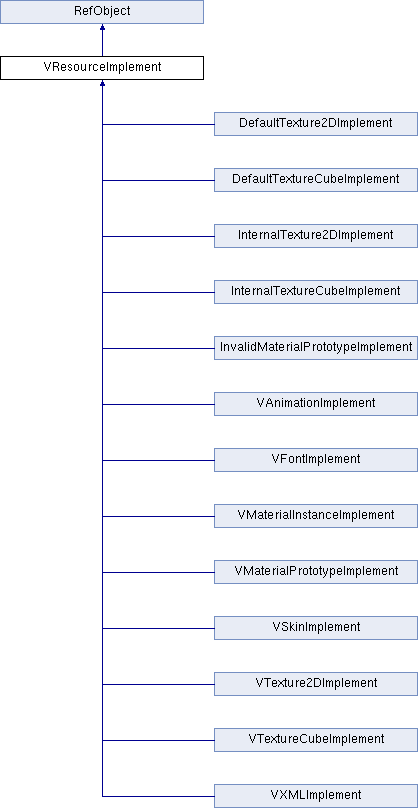 RefObject
VResourceImplement
DefaultTexture2DImplement
DefaultTextureCubeImplement
InternalTexture2DImplement
InternalTextureCubeImplement
InvalidMaterialPrototypeImplement
VAnimationImplement
VFontImplement
VMaterialInstanceImplement
VMaterialPrototypeImplement
VSkinImplement
VTexture2DImplement
VTextureCubeImplement
VXMLImplement